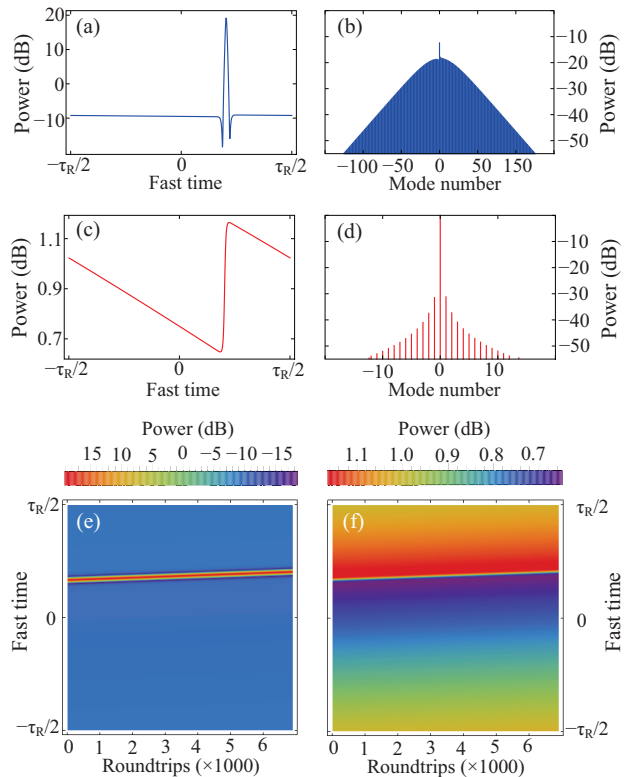 (a)
Power (dB)
20
10
0
−10
−τR/2
0
τR/2
Fast time
(b)
Power (dB)
−10
−20
−30
−40
−50
−100
−50
0
50
150
Mode number
(c)
Power (dB)
1.1
0.9
0.7
−τR/2
0
τR/2
Fast time
(d)
Power (dB)
−10
−20
−30
−40
−50
−10
0
10
Mode number
Power (dB)
15 10 5 0 −5 −10 −15
Power (dB)
1.1 1.0 0.9 0.8 0.7
(e)
(f)
τR/2
0
−τR/2
Fast time
τR/2
0
−τR/2
Fast time
0 1 2 3 4 5 6
Roundtrips (×1000)
0 1 2 3 4 5 6
Roundtrips (×1000)